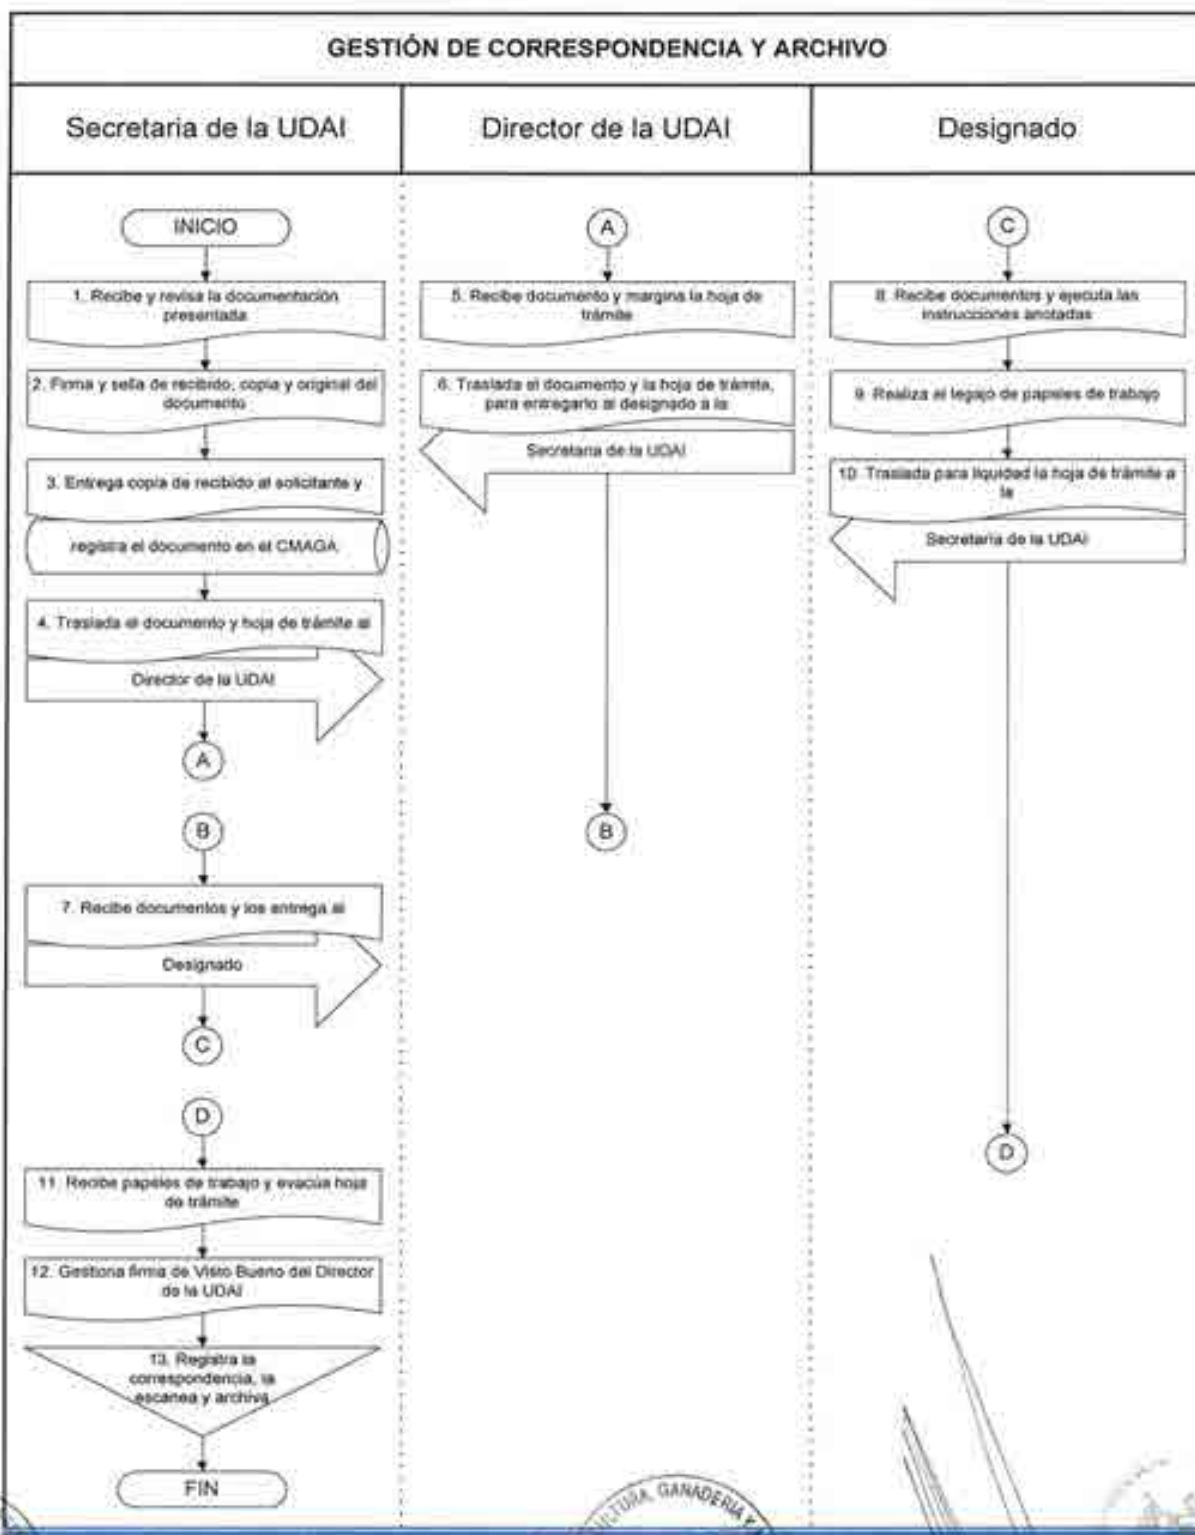 GESTIÓN DE CORRESPONDENCIA Y ARCHIVO
Secretaria de la UDAI
Director de la UDAI
Designado
INICIO
1. Recibe y revisa la documentación
presentada
2. Firma y sella de recibido, copia y original del
documento
3. Entrega copia de recibido al solicitante y
registra el documento en el CMAGA
4. Traslada el documento y hoja de trámite al
Director de la UDAI
A
B
7. Recibe documentos y los entrega al
Designado
C
D
11. Recibe papeles de trabajo y evacúa hoja
de trámite
12. Gestiona firma de Visto Bueno del Director
de la UDAI
13. Registra la
correspondencia, la
escanea y archiva
FIN
A
5. Recibe documento y margina la hoja de
trámite
6. Traslada el documento y la hoja de trámite,
para entregarlo al designado a la
Secretaria de la UDAI
B
C
8. Recibe documentos y ejecuta las
instrucciones anotadas
9. Realiza el legajo de papeles de trabajo
10. Traslada para liquided la hoja de trámite a
la
Secretaría de la UDAI
D
ULTURA, GANADERIA Y